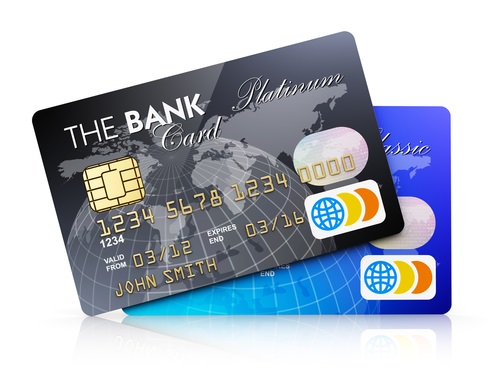 THE BANK Platinum
Card
1234 5678 1234 0000
1234
VALID FROM 03/12 EXPIRES END 03/16
JOHN SMITH
Classic
END